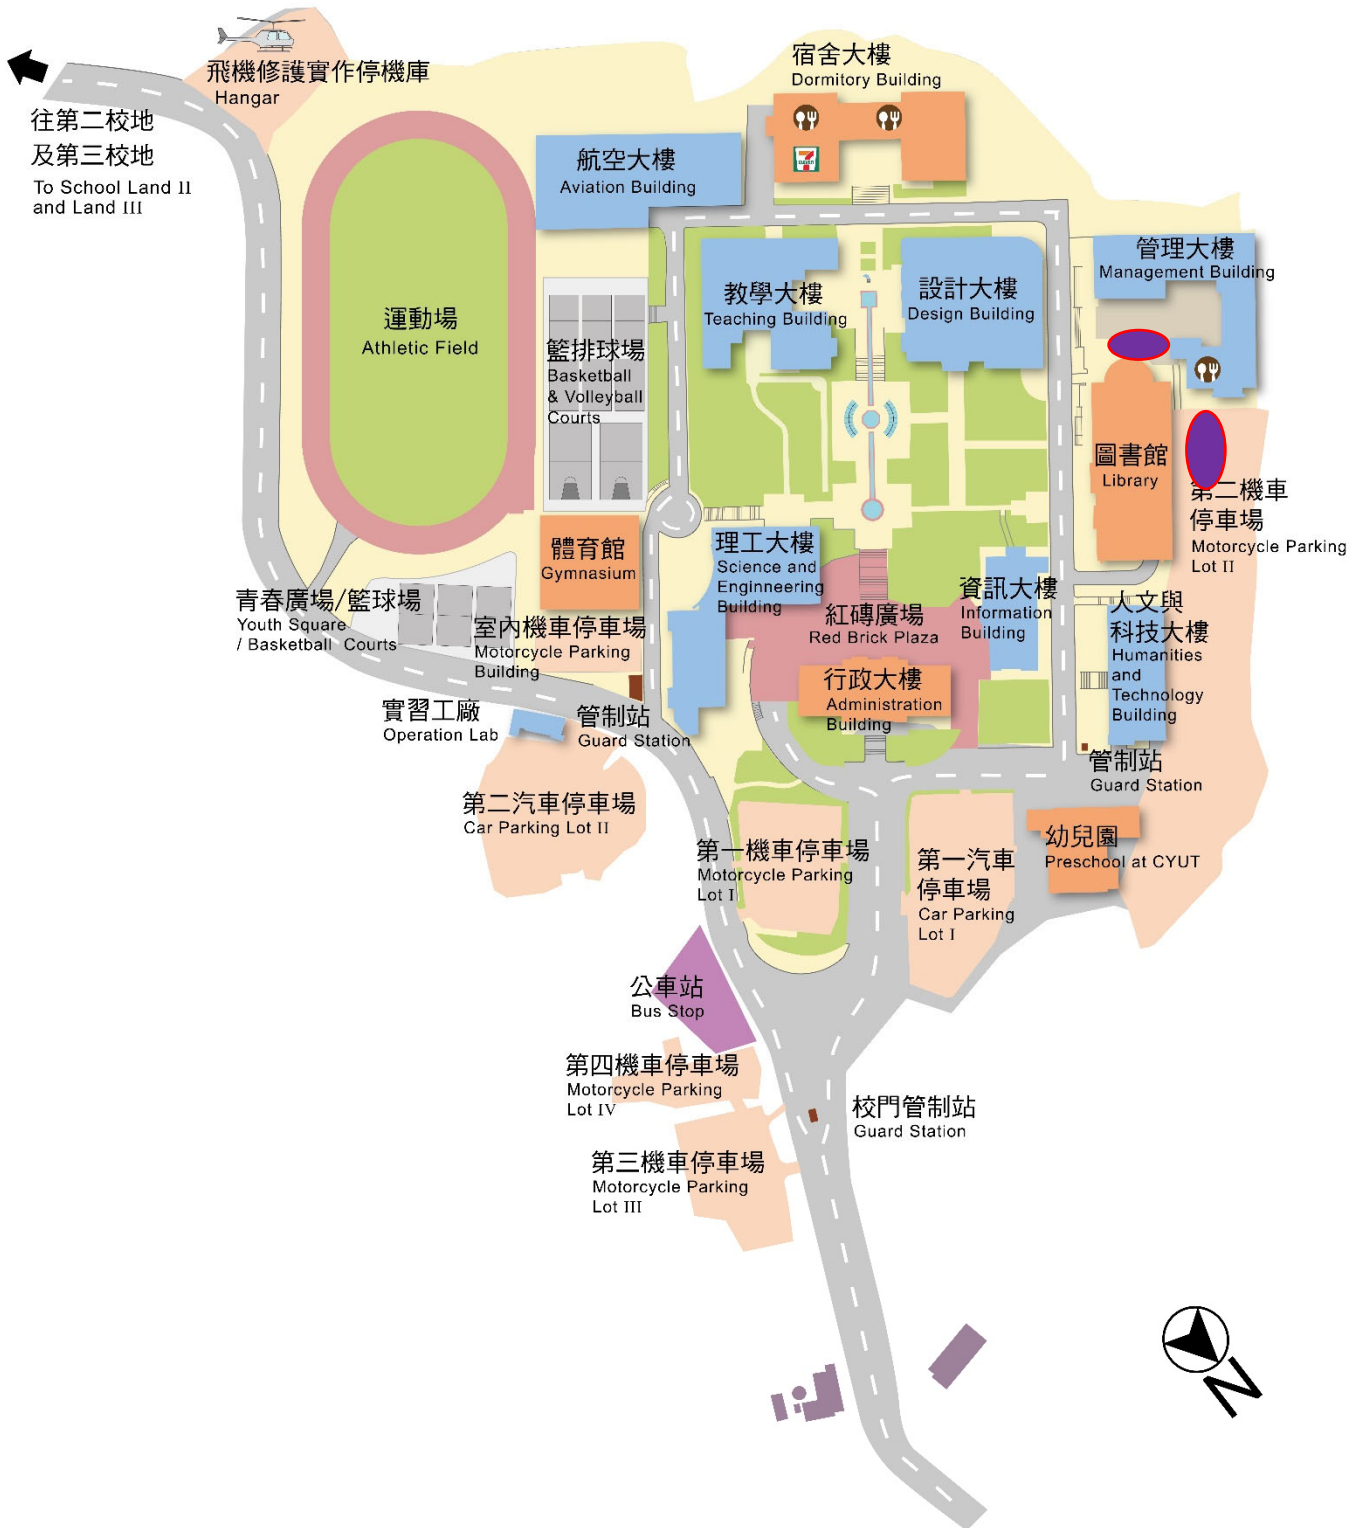 飛機修護實作停機庫
Hangar
往第二校地
及第三校地
To School Land II
and Land III
宿舍大樓
Dormitory Building
航空大樓
Aviation Building
運動場
Athletic Field
籃排球場
Basketball
& Volleyball
Courts
教學大樓
Teaching Building
設計大樓
Design Building
管理大樓
Management Building
圖書館
Library
第二機車
停車場
Motorcycle Parking
Lot II
體育館
Gymnasium
理工大樓
Science and
Enginneering
Building
紅磚廣場
Red Brick Plaza
資訊大樓
Information
Building
人文與
科技大樓
Humanities
and
Technology
Building
青春廣場/籃球場
Youth Square
/ Basketball Courts
室內機車停車場
Motorcycle Parking
Building
行政大樓
Administration
Building
實習工廠
Operation Lab
管制站
Guard Station
管制站
Guard Station
第二汽車停車場
Car Parking Lot II
第一機車停車場
Motorcycle Parking
Lot I
第一汽車
停車場
Car Parking
Lot I
幼兒園
Preschool at CYUT
公車站
Bus Stop
第四機車停車場
Motorcycle Parking
Lot IV
校門管制站
Guard Station
第三機車停車場
Motorcycle Parking
Lot III
N